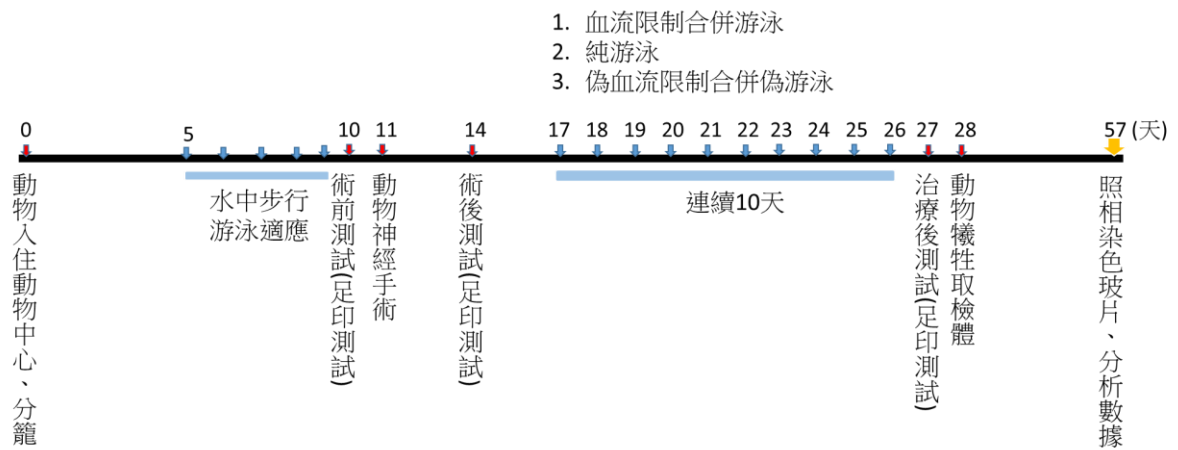 1. 血流限制合併游泳
2. 純游泳
3. 偽血流限制合併偽游泳
0 5 10 11 14 17 18 19 20 21 22 23 24 25 26 27 28 57 (天)
動物入住動物中心、分籠
水中步行
游泳適應
術前測試(足印測試)
動物神經手術
術後測試(足印測試)
連續10天
治療後測試(足印測試)
動物犧牲取檢體
照相染色玻片、分析數據